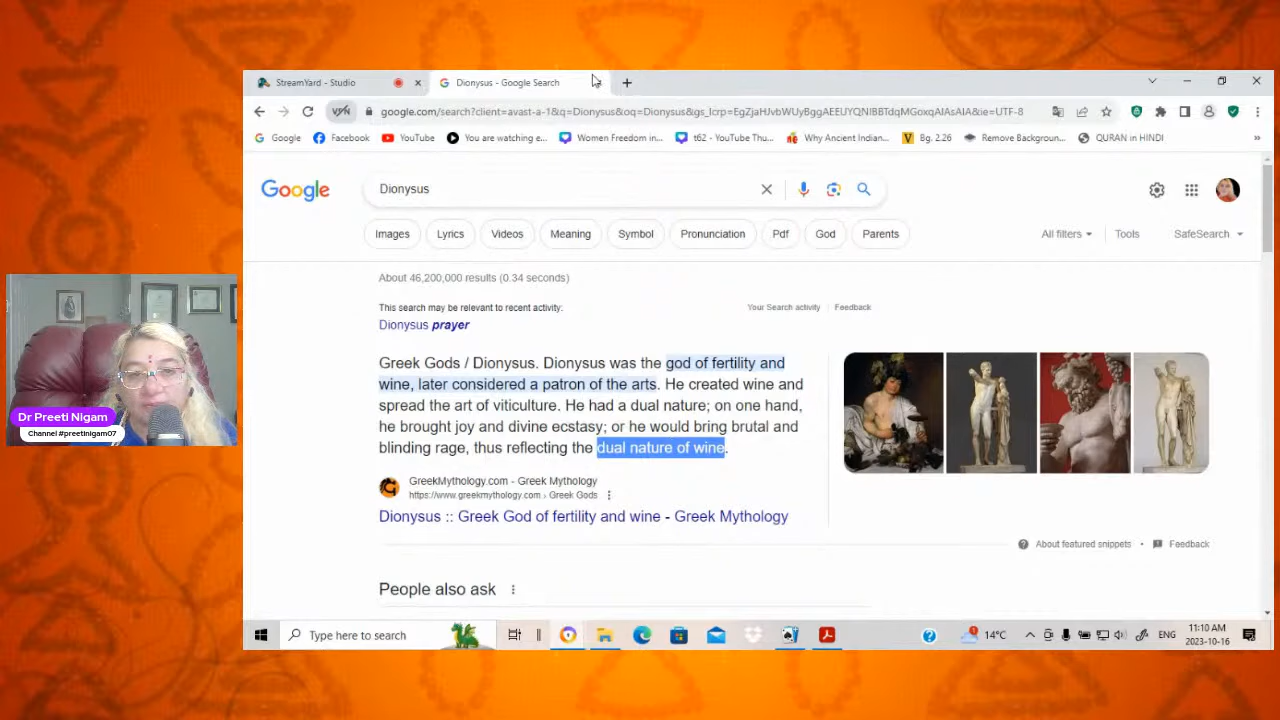 StreamYard - Studio
Dionysus - Google Search
google.com/search?client=avast-a-1&q=Dionysus&oq=Dionysus&gs_lcrp=EgZjaHJvbWUyBggAEEUYQNIBBTdqMGoxqAIAsAIA&ie=UTF-8
Google Facebook YouTube You are watching e... Women Freedom in... t62 - YouTube Thu... Why Ancient Indian... Bg. 2.26 Remove Backgroun... QURAN in HINDI »
Google Dionysus
Images Lyrics Videos Meaning Symbol Pronunciation Pdf God Parents All filters Tools SafeSearch
About 46,200,000 results (0.34 seconds)
This search may be relevant to recent activity: Your Search activity Feedback
Dionysus prayer
Greek Gods / Dionysus. Dionysus was the god of fertility and
wine, later considered a patron of the arts. He created wine and
spread the art of viticulture. He had a dual nature; on one hand,
he brought joy and divine ecstasy; or he would bring brutal and
blinding rage, thus reflecting the dual nature of wine.
GreekMythology.com - Greek Mythology
https://www.greekmythology.com › Greek Gods
Dionysus :: Greek God of fertility and wine - Greek Mythology
About featured snippets • Feedback
People also ask
Dr Preeti Nigam
Channel #preetinigam07
Type here to search
14°C
ENG
11:10 AM
2023-10-16